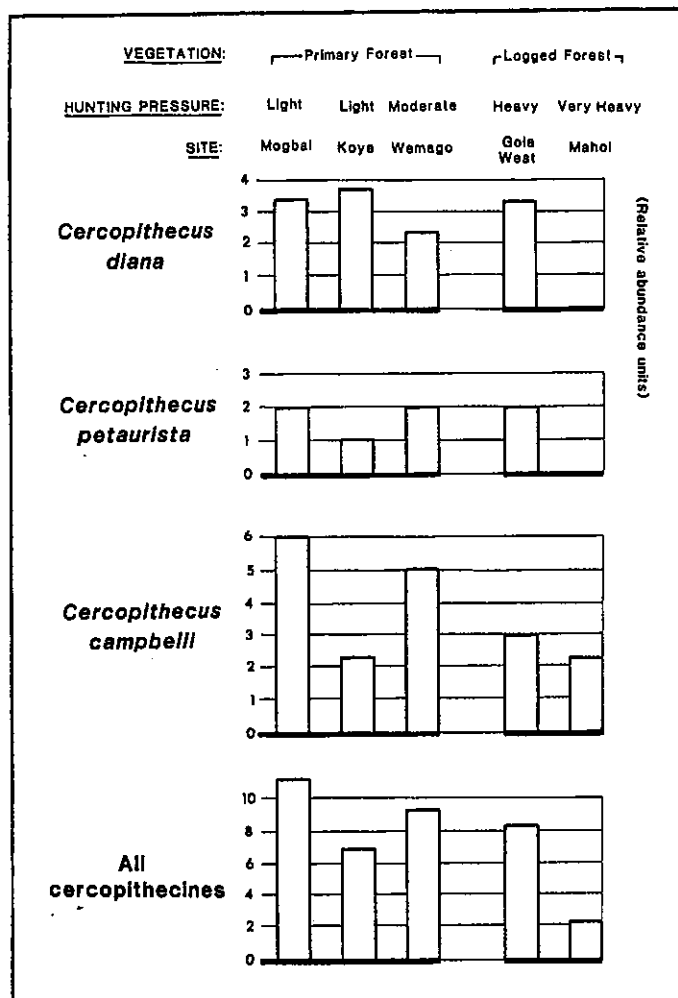 VEGETATION: Primary Forest Logged Forest
HUNTING PRESSURE: Light Light Moderate Heavy Very Heavy
SITE: Mogbai Koye Wemago Gola West Mahoi
(Relative abundance units)
Cercopithecus diana
4
3
2
1
0
Cercopithecus petaurista
3
2
1
0
Cercopithecus campbelli
6
5
4
3
2
1
0
All cercopithecines
10
8
6
4
2
0